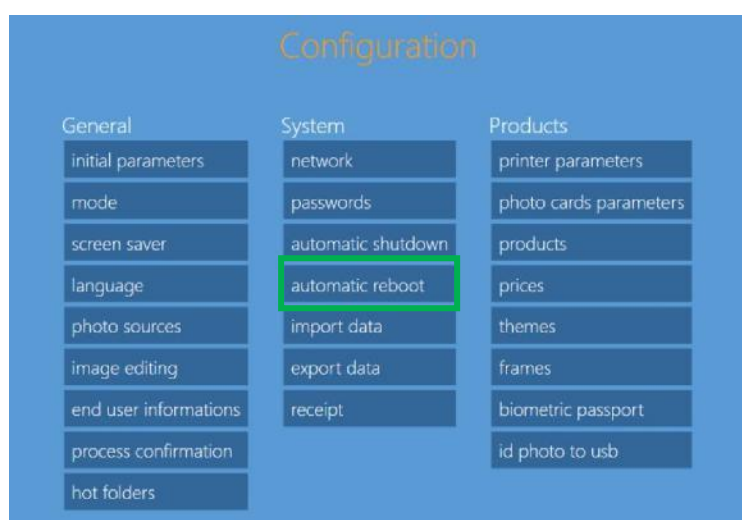 Configuration
General
initial parameters
mode
screen saver
language
photo sources
image editing
end user informations
process confirmation
hot folders
System
network
passwords
automatic shutdown
automatic reboot
import data
export data
receipt
Products
printer parameters
photo cards parameters
products
prices
themes
frames
biometric passport
id photo to usb